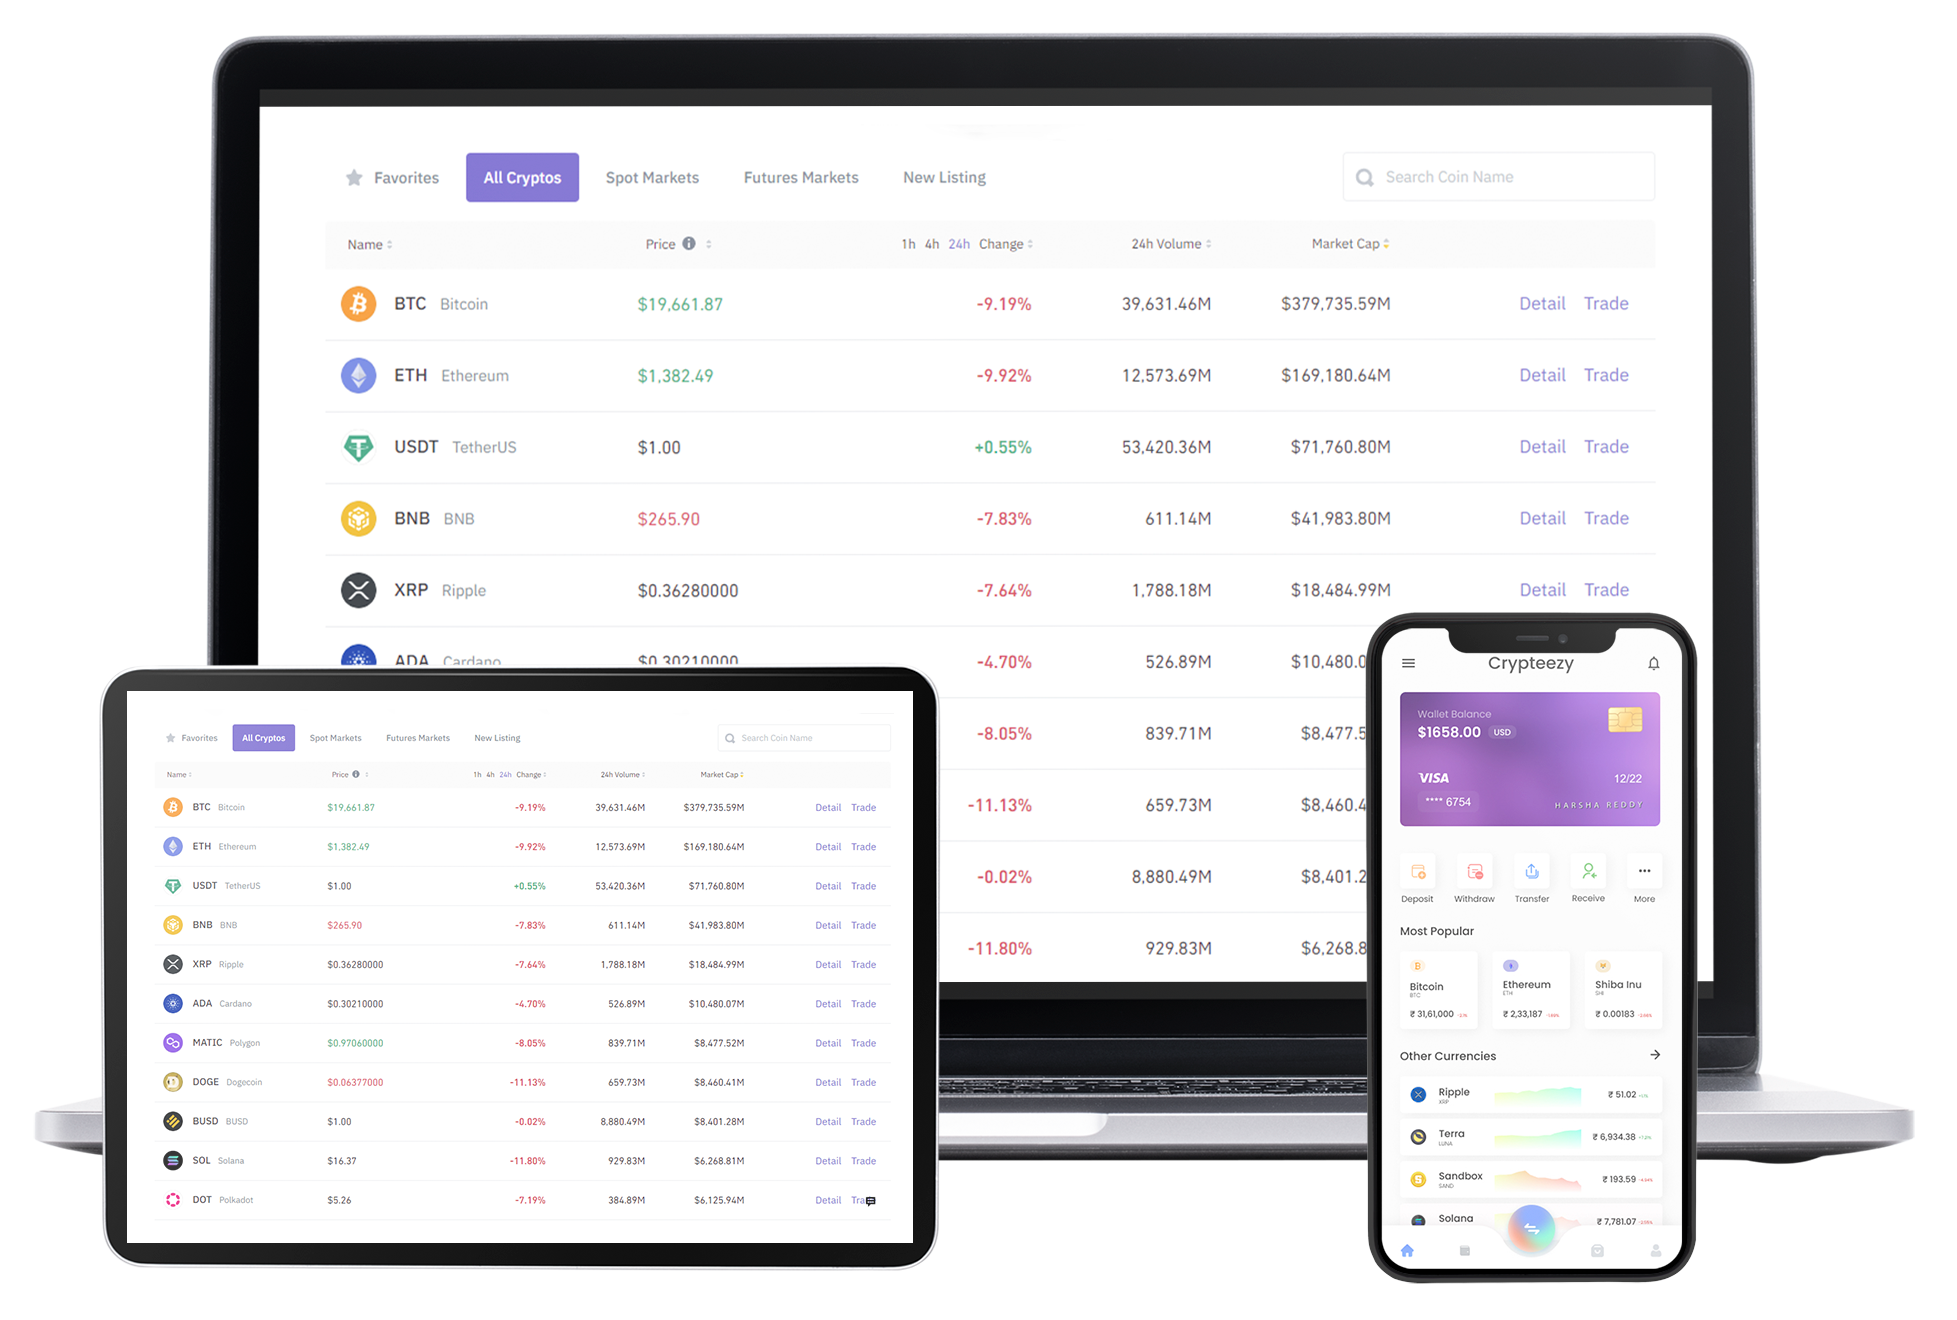 Favorites All Cryptos Spot Markets Futures Markets New Listing Search Coin Name
Name Price 1h 4h 24h Change 24h Volume Market Cap
BTC Bitcoin $19,661.87 -9.19% 39,631.46M $379,735.59M Detail Trade
ETH Ethereum $1,382.49 -9.92% 12,573.69M $169,180.64M Detail Trade
USDT TetherUS $1.00 +0.55% 53,420.36M $71,760.80M Detail Trade
BNB BNB $265.90 -7.83% 611.14M $41,983.80M Detail Trade
XRP Ripple $0.36280000 -7.64% 1,788.18M $18,484.99M Detail Trade
ADA Cardano $0.30210000 -4.70% 526.89M $10,480.0
-8.05% 839.71M $8,477.5
-11.13% 659.73M $8,460.4
-0.02% 8,880.49M $8,401.2
-11.80% 929.83M $6,268.8
Favorites All Cryptos Spot Markets Futures Markets New Listing Search Coin Name
Name Price 1h 4h 24h Change 24h Volume Market Cap
BTC Bitcoin $19,661.87 -9.19% 39,631.46M $379,735.59M Detail Trade
ETH Ethereum $1,382.49 -9.92% 12,573.69M $169,180.64M Detail Trade
USDT TetherUS $1.00 +0.55% 53,420.36M $71,760.80M Detail Trade
BNB BNB $265.90 -7.83% 611.14M $41,983.80M Detail Trade
XRP Ripple $0.36280000 -7.64% 1,788.18M $18,484.99M Detail Trade
ADA Cardano $0.30210000 -4.70% 526.89M $10,480.07M Detail Trade
MATIC Polygon $0.97060000 -8.05% 839.71M $8,477.52M Detail Trade
DOGE Dogecoin $0.06377000 -11.13% 659.73M $8,460.41M Detail Trade
BUSD BUSD $1.00 -0.02% 8,880.49M $8,401.28M Detail Trade
SOL Solana $16.37 -11.80% 929.83M $6,268.81M Detail Trade
DOT Polkadot $5.26 -7.19% 384.89M $6,125.94M Detail Tra
Crypteezy
Wallet Balance
$1658.00 USD
VISA 12/22
**** 6754 HARSHA REDDY
Deposit Withdraw Transfer Receive More
Most Popular
Bitcoin Ethereum Shiba Inu
BTC ETH SHI
₹ 31,61,000 ₹ 2,33,187 ₹ 0.00183
Other Currencies
Ripple ₹ 51.02
XRP
Terra ₹ 6,934.38
LUNA
Sandbox ₹ 193.59
SAND
Solana ₹ 7,781.07